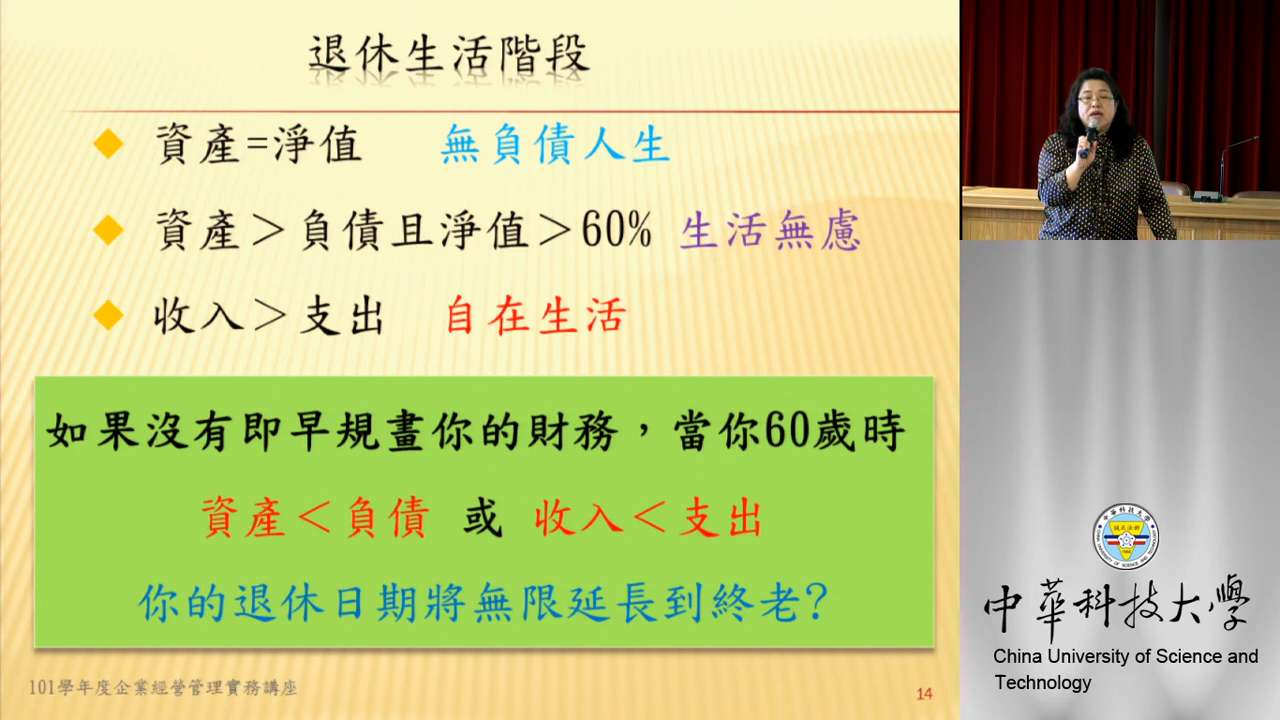 退休生活階段
資產=淨值 無負債人生
資產＞負債且淨值＞60% 生活無慮
收入＞支出 自在生活
如果沒有即早規畫你的財務，當你60歲時
資產＜負債 或 收入＜支出
你的退休日期將無限延長到終老?
101學年度企業經營管理實務講座
14
中華科技大學
China University of Science and
Technology